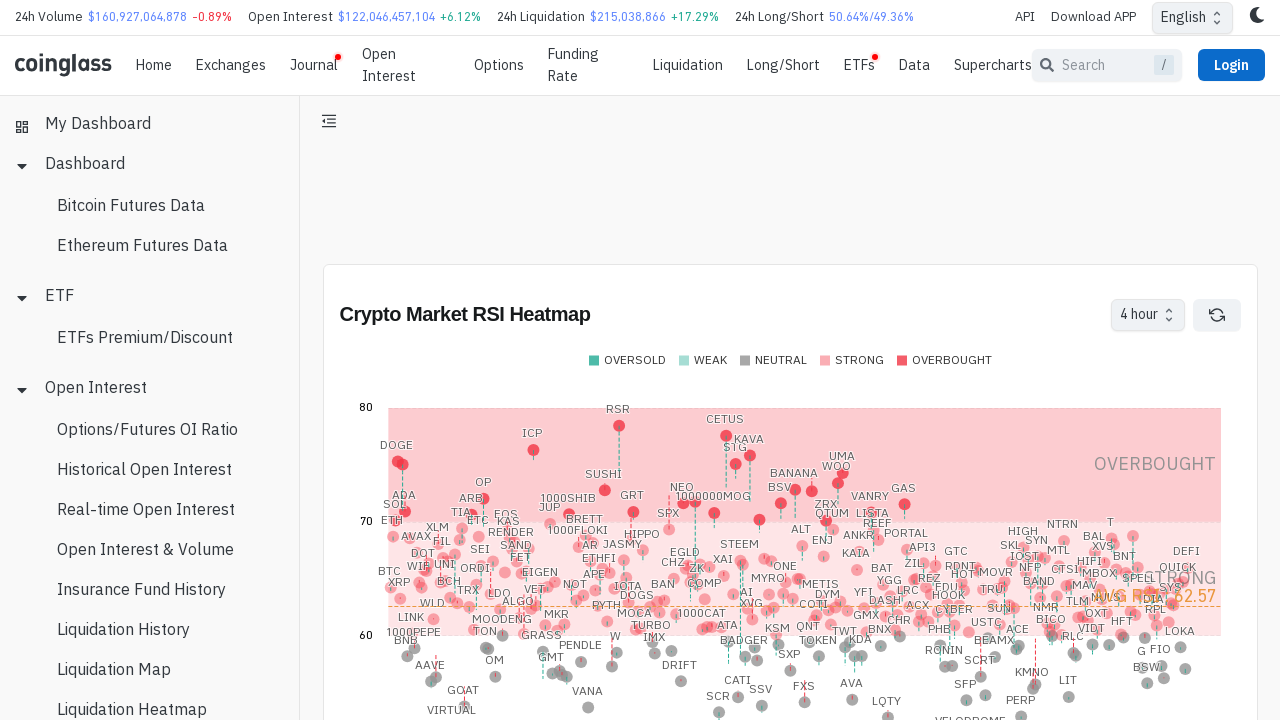 24h Volume $160,927,064,878 -0.89% Open Interest $122,046,457,104 +6.12% 24h Liquidation $215,038,866 +17.29% 24h Long/Short 50.64%/49.36% API Download APP English
coinglass Home Exchanges Journal Open Interest Options Funding Rate Liquidation Long/Short ETFs Data Supercharts Search / Login
My Dashboard
Dashboard
Bitcoin Futures Data
Ethereum Futures Data
ETF
ETFs Premium/Discount
Open Interest
Options/Futures OI Ratio
Historical Open Interest
Real-time Open Interest
Open Interest & Volume
Insurance Fund History
Liquidation History
Liquidation Map
Liquidation Heatmap
Crypto Market RSI Heatmap 4 hour
OVERSOLD WEAK NEUTRAL STRONG OVERBOUGHT
80
RSR
CETUS
ICP KAVA
DOGE STG
UMA
WOO
OVERBOUGHT
SUSHI BANANA
OP NEO BSV GAS
ADA ARB 1000SHIB GRT 1000000MOG VANRY
SOL JUP ZRX
TIA EOS SPX QTUM LISTA
70
ETH ETC KAS BRETT REEF NTRN T
XLM RENDER 1000FLOKI HIPPO ALT ANKR PORTAL HIGH
AVAX FIL SAND AR JASMY STEEM ENJ API3 SKL SYN BAL
DOT SEI FET ETHFI EGLD KAIA GTC IOST MTL XVS DEFI
WIF UNI ORDI EIGEN CHZ ZK XAI ONE BAT ZIL RDNT NFP CTSI HIFI BNT
BTC APE MYRO YGG REZ HOT MOVR MBOX QUICK
XRP BCH TRX VET NOT IOTA BAN COMP METIS LRC EDU TRU BAND MAV SPELL STRONG
LDO DOGS AI DYM YFI HOOK SYS
WLD ALGO PYTH XVG COTI DASH ACX SUN NMR TLM
60
LINK MOODENG MKR MOCA 1000CAT GMX CHR CYBER USTC BICO OXT HFT RPL
1000PEPE TON GRASS W TURBO ATA KSM QNT TWT BNX PHB ACE VIDT LOKA
BNB PENDLE IMX BADGER TOKEN KDA BEAMX RLC
AAVE OM GMT DRIFT SXP RONIN SCRT G FIO
GOAT VANA CATI FXS AVA SFP KMNO LIT BSW
VIRTUAL SCR SSV LQTY PERP
VELODROME